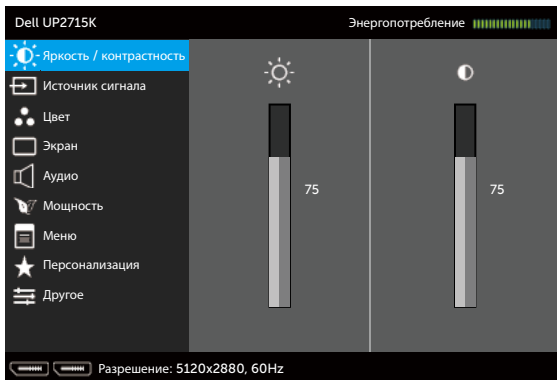 Dell UP2715K Энергопотребление
Яркость / контрастность
Источник сигнала
Цвет
Экран
Аудио
Мощность
Меню
Персонализация
Другое
75 75
Разрешение: 5120x2880, 60Hz